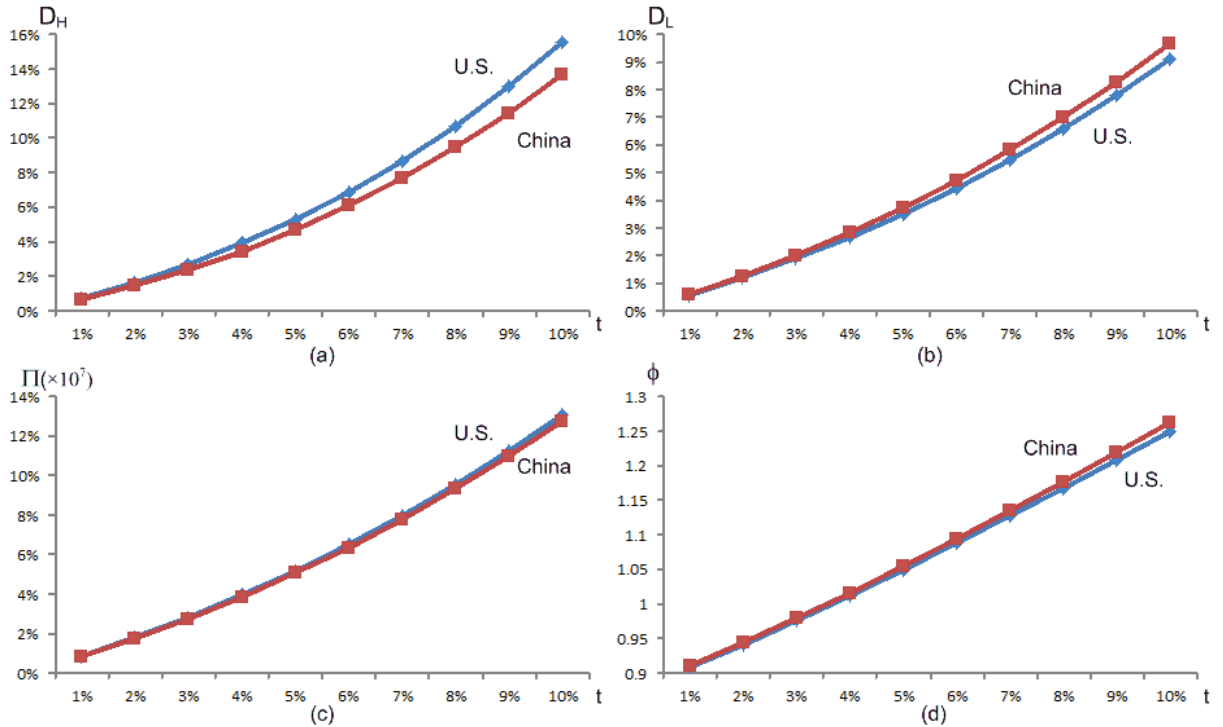 D_H
16%
14%
12%
10%
8%
6%
4%
2%
0%
U.S.
China
1% 2% 3% 4% 5% 6% 7% 8% 9% 10% t
(a)
D_L
10%
9%
8%
7%
6%
5%
4%
3%
2%
1%
0%
China
U.S.
1% 2% 3% 4% 5% 6% 7% 8% 9% 10% t
(b)
Π(×10⁷)
14%
12%
10%
8%
6%
4%
2%
0%
U.S.
China
1% 2% 3% 4% 5% 6% 7% 8% 9% 10% t
(c)
ϕ
1.3
1.25
1.2
1.15
1.1
1.05
1
0.95
0.9
China
U.S.
1% 2% 3% 4% 5% 6% 7% 8% 9% 10% t
(d)